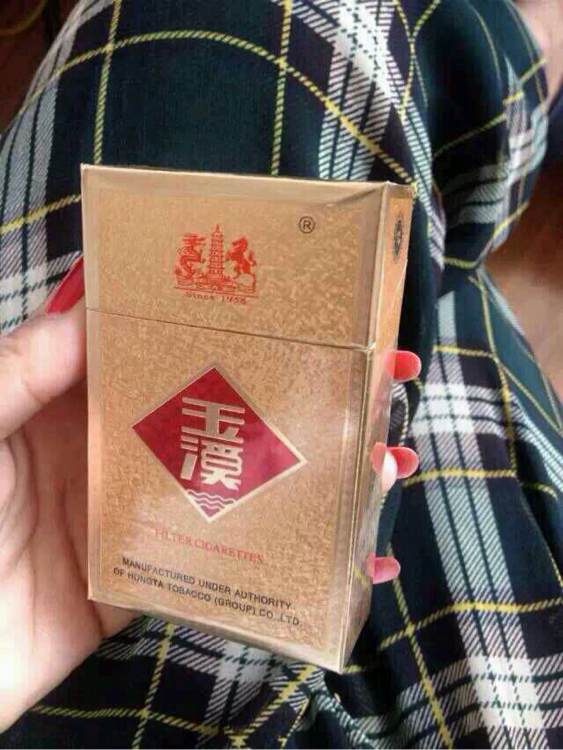 ®
Since 1956
玉溪
FILTER CIGARETTES
MANUFACTURED UNDER AUTHORITY
OF HONGTA TOBACCO (GROUP) CO.,LTD